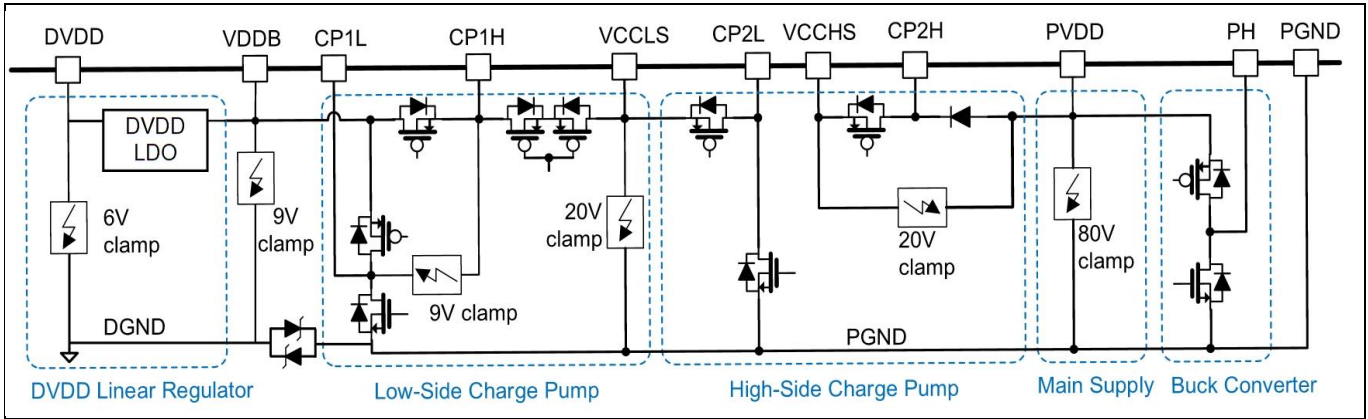 DVDD VDDB CP1L CP1H VCCLS CP2L VCCHS CP2H PVDD PH PGND
DVDD
LDO
6V
clamp
9V
clamp
20V
clamp
9V clamp
20V
clamp
80V
clamp
DGND
PGND
DVDD Linear Regulator
Low-Side Charge Pump
High-Side Charge Pump
Main Supply
Buck Converter